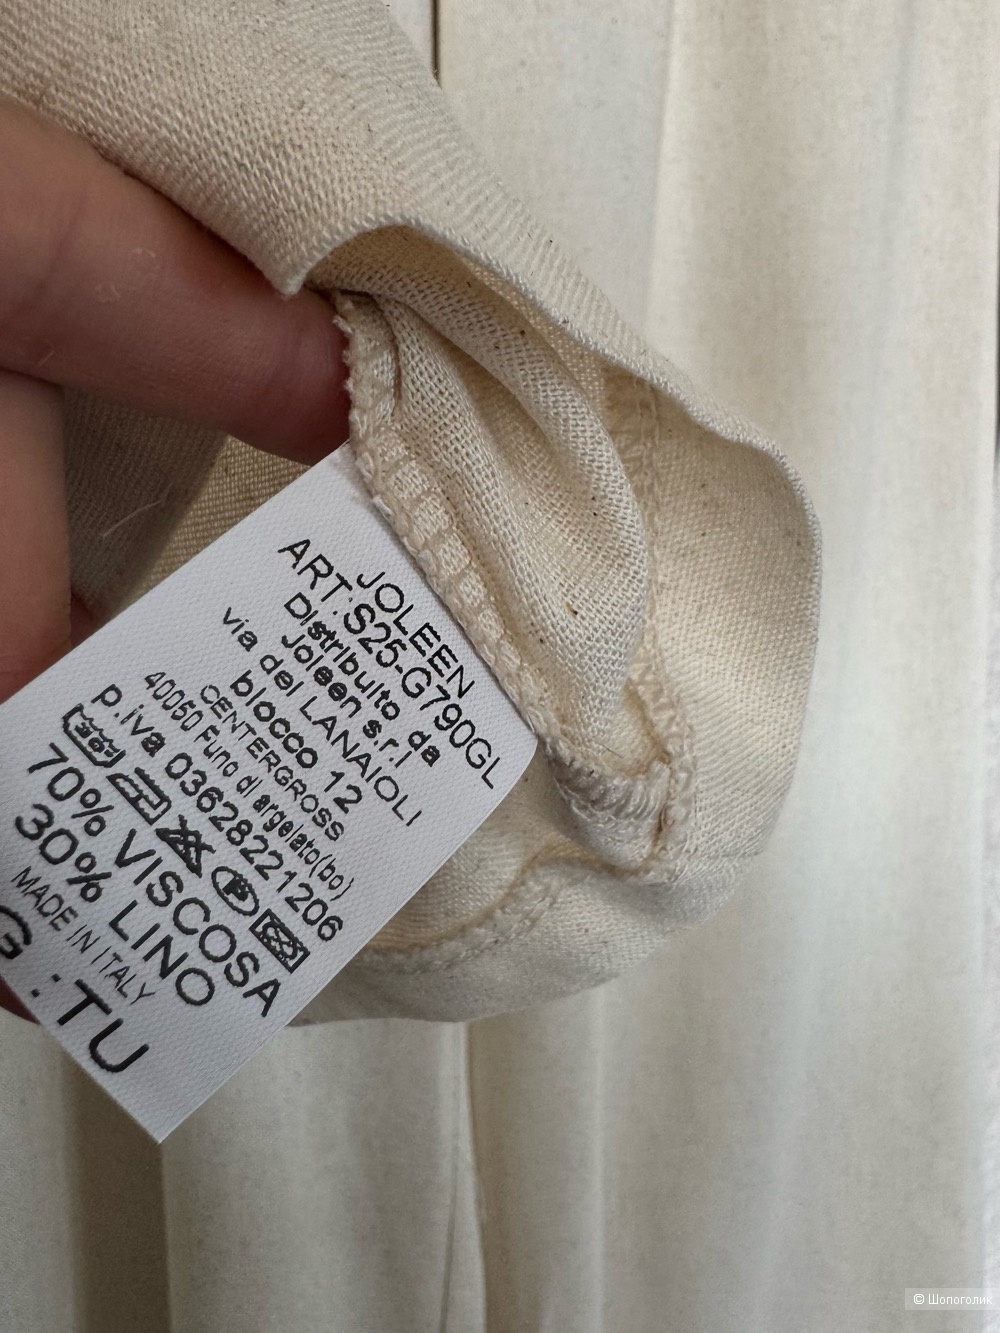 JOLEEN
ART:S25-G790GL
Distribuito da
Joleen s.r.l
via del LANAIOLI
blocco 12
CENTERGROSS
40050 Funo di argelato(bo)
p.iva 03628221206
70% VISCOSA
30% LINO
MADE IN ITALY
G :TU
© Шопоголик